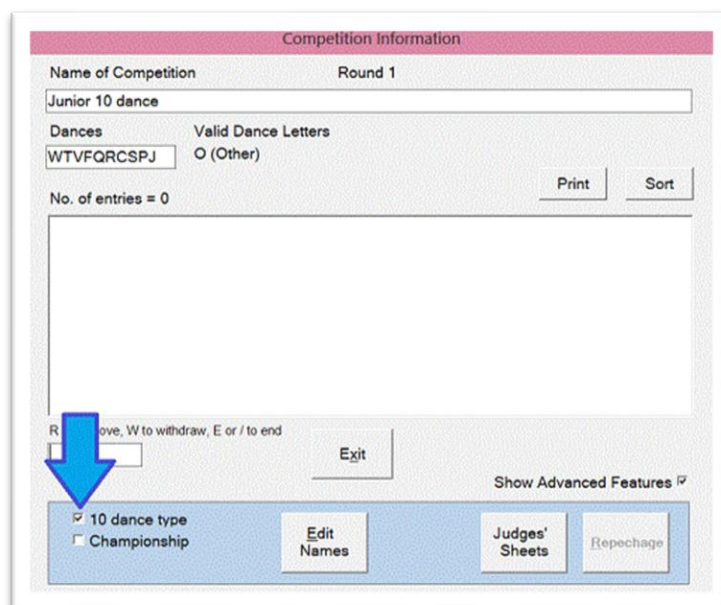 Competition Information
Name of Competition Round 1
Junior 10 dance
Dances Valid Dance Letters
WTVFQRCSPJ O (Other)
Print Sort
No. of entries = 0
R ove, W to withdraw, E or / to end
Exit
Show Advanced Features
10 dance type
Championship
Edit Names
Judges' Sheets
Repechage